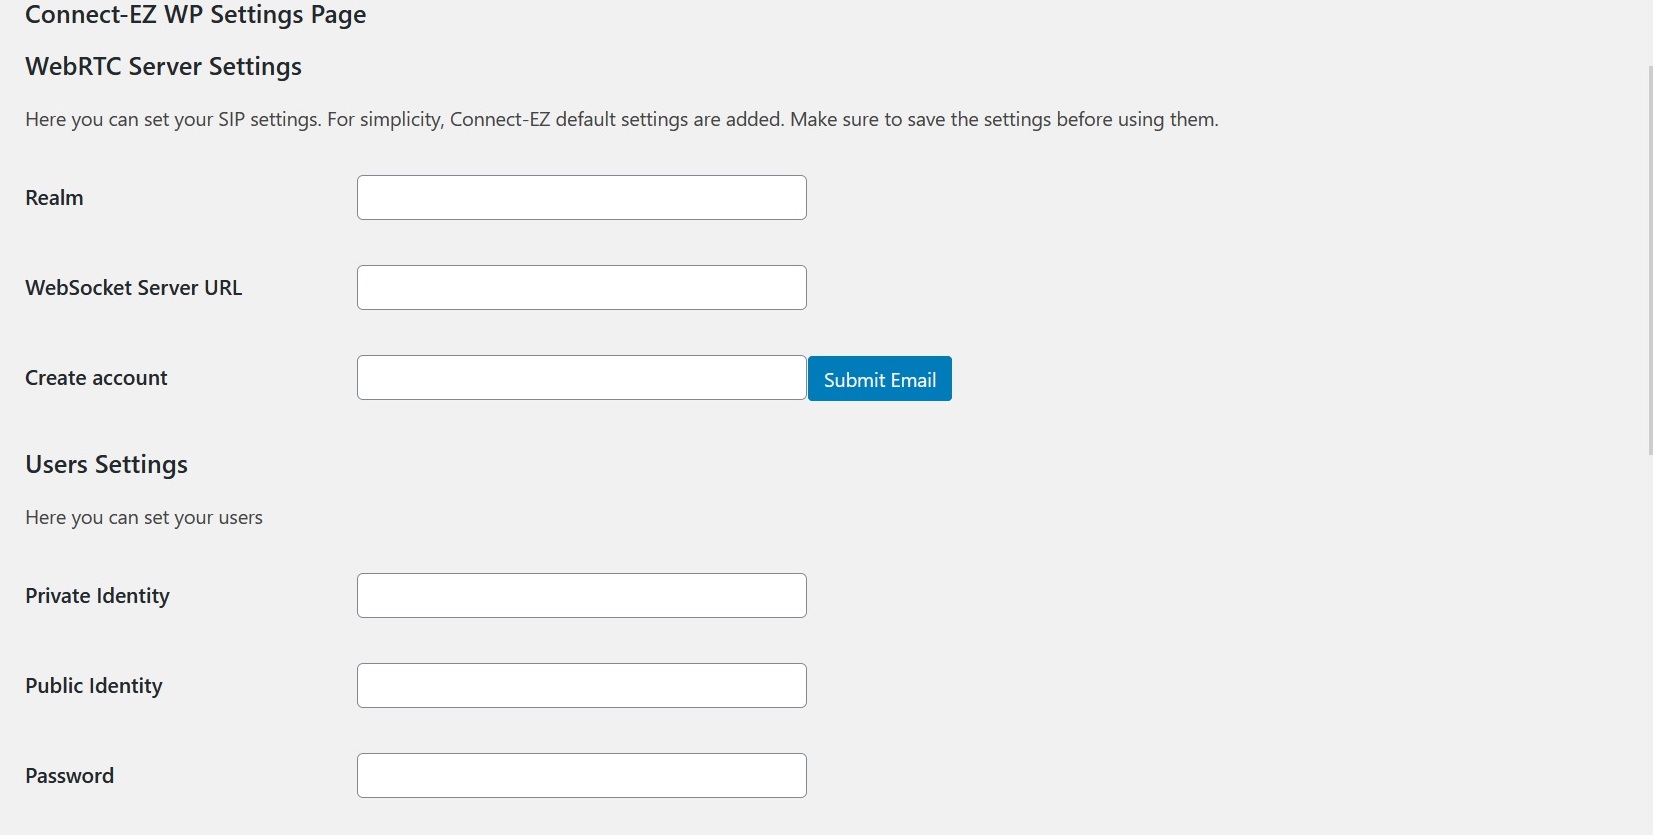 Connect-EZ WP Settings Page
WebRTC Server Settings
Here you can set your SIP settings. For simplicity, Connect-EZ default settings are added. Make sure to save the settings before using them.
Realm
WebSocket Server URL
Create account
Submit Email
Users Settings
Here you can set your users
Private Identity
Public Identity
Password